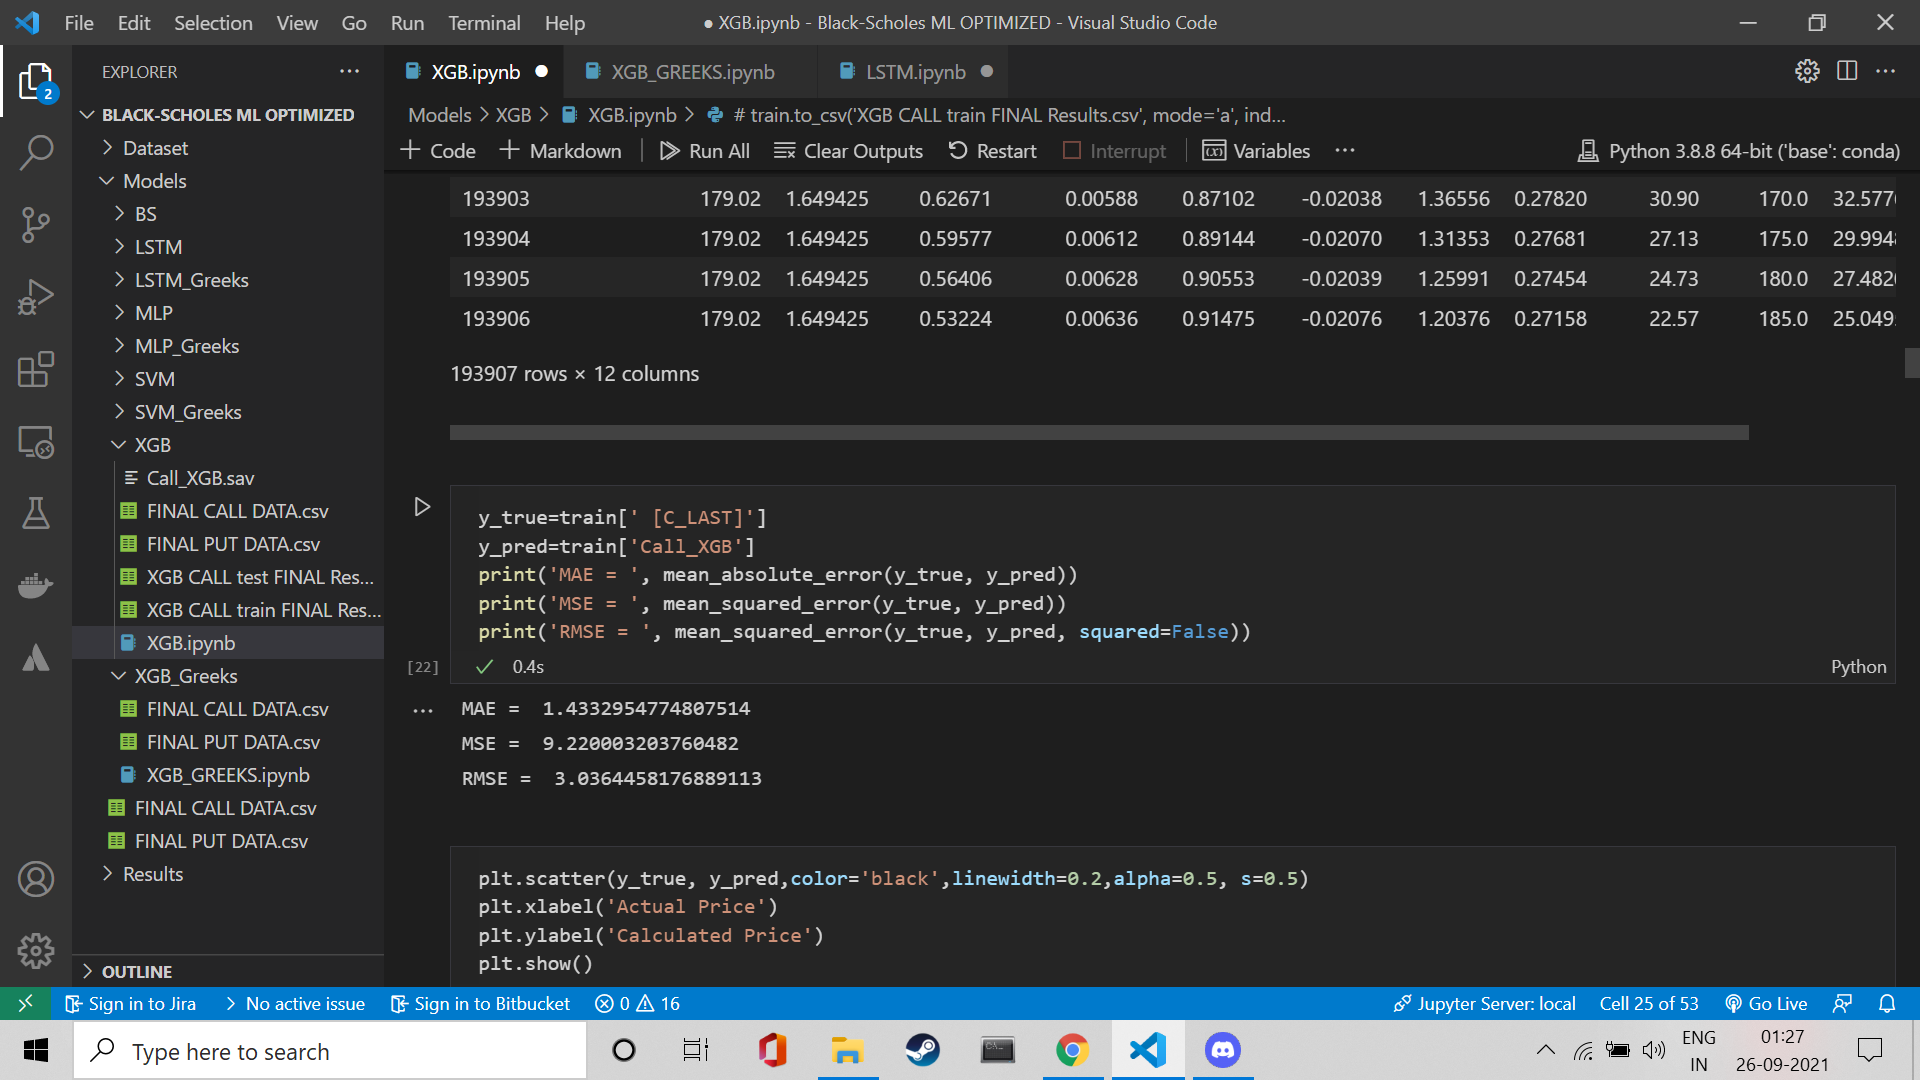 File Edit Selection View Go Run Terminal Help
● XGB.ipynb - Black-Scholes ML OPTIMIZED - Visual Studio Code
EXPLORER
2
BLACK-SCHOLES ML OPTIMIZED
Dataset
Models
BS
LSTM
LSTM_Greeks
MLP
MLP_Greeks
SVM
SVM_Greeks
XGB
Call_XGB.sav
FINAL CALL DATA.csv
FINAL PUT DATA.csv
XGB CALL test FINAL Res...
XGB CALL train FINAL Res...
XGB.ipynb
XGB_Greeks
FINAL CALL DATA.csv
FINAL PUT DATA.csv
XGB_GREEKS.ipynb
FINAL CALL DATA.csv
FINAL PUT DATA.csv
Results
OUTLINE
XGB.ipynb XGB_GREEKS.ipynb LSTM.ipynb
Models > XGB > XGB.ipynb > # train.to_csv('XGB CALL train FINAL Results.csv', mode='a', ind...
+ Code + Markdown Run All Clear Outputs Restart Interrupt Variables ... Python 3.8.8 64-bit ('base': conda)
193903 179.02 1.649425 0.62671 0.00588 0.87102 -0.02038 1.36556 0.27820 30.90 170.0 32.577
193904 179.02 1.649425 0.59577 0.00612 0.89144 -0.02070 1.31353 0.27681 27.13 175.0 29.994
193905 179.02 1.649425 0.56406 0.00628 0.90553 -0.02039 1.25991 0.27454 24.73 180.0 27.482
193906 179.02 1.649425 0.53224 0.00636 0.91475 -0.02076 1.20376 0.27158 22.57 185.0 25.049
193907 rows × 12 columns
y_true=train[' [C_LAST]']
y_pred=train['Call_XGB']
print('MAE = ', mean_absolute_error(y_true, y_pred))
print('MSE = ', mean_squared_error(y_true, y_pred))
print('RMSE = ', mean_squared_error(y_true, y_pred, squared=False))
[22] ✓ 0.4s Python
MAE =  1.4332954774807514
MSE =  9.220003203760482
RMSE =  3.0364458176889113
plt.scatter(y_true, y_pred,color='black',linewidth=0.2,alpha=0.5, s=0.5)
plt.xlabel('Actual Price')
plt.ylabel('Calculated Price')
plt.show()
Sign in to Jira > No active issue Sign in to Bitbucket 0 16 Jupyter Server: local Cell 25 of 53 Go Live
Type here to search
ENG
IN
01:27
26-09-2021